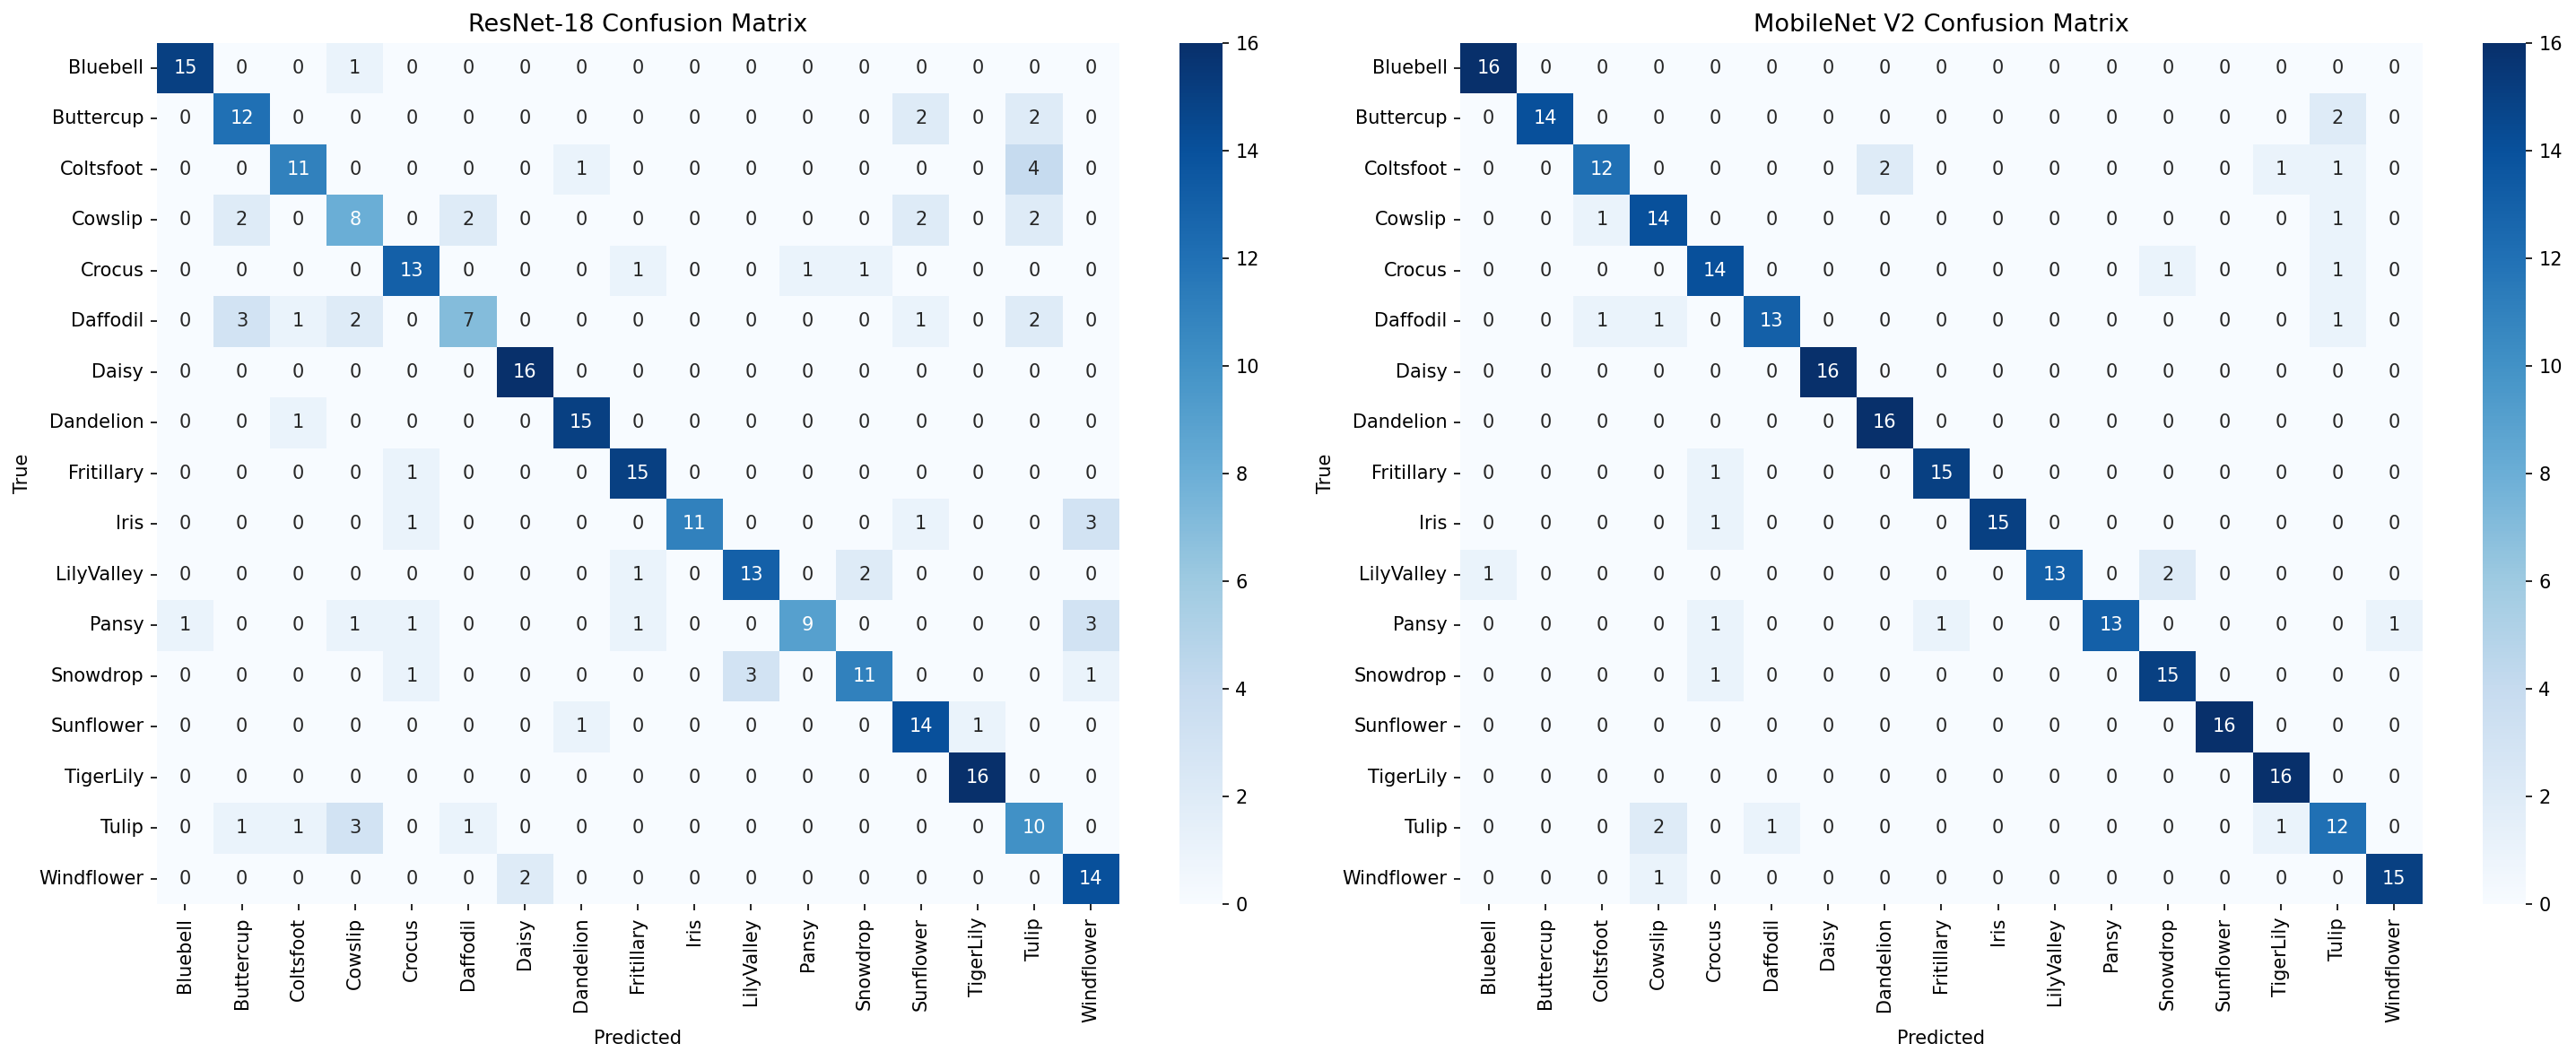 ResNet-18 Confusion Matrix
Bluebell 15 0 0 1 0 0 0 0 0 0 0 0 0 0 0 0 0
Buttercup 0 12 0 0 0 0 0 0 0 0 0 0 0 2 0 2 0
Coltsfoot 0 0 11 0 0 0 0 1 0 0 0 0 0 0 0 4 0
Cowslip 0 2 0 8 0 2 0 0 0 0 0 0 0 2 0 2 0
Crocus 0 0 0 0 13 0 0 0 1 0 0 1 1 0 0 0 0
Daffodil 0 3 1 2 0 7 0 0 0 0 0 0 0 1 0 2 0
Daisy 0 0 0 0 0 0 16 0 0 0 0 0 0 0 0 0 0
Dandelion 0 0 1 0 0 0 0 15 0 0 0 0 0 0 0 0 0
Fritillary 0 0 0 0 1 0 0 0 15 0 0 0 0 0 0 0 0
Iris 0 0 0 0 1 0 0 0 0 11 0 0 0 1 0 0 3
LilyValley 0 0 0 0 0 0 0 0 1 0 13 0 2 0 0 0 0
Pansy 1 0 0 1 1 0 0 0 1 0 0 9 0 0 0 0 3
Snowdrop 0 0 0 0 1 0 0 0 0 0 3 0 11 0 0 0 1
Sunflower 0 0 0 0 0 0 0 1 0 0 0 0 0 14 1 0 0
TigerLily 0 0 0 0 0 0 0 0 0 0 0 0 0 0 16 0 0
Tulip 0 1 1 3 0 1 0 0 0 0 0 0 0 0 0 10 0
Windflower 0 0 0 0 0 0 2 0 0 0 0 0 0 0 0 0 14
True
Bluebell Buttercup Coltsfoot Cowslip Crocus Daffodil Daisy Dandelion Fritillary Iris LilyValley Pansy Snowdrop Sunflower TigerLily Tulip Windflower
Predicted
16
14
12
10
8
6
4
2
0
MobileNet V2 Confusion Matrix
Bluebell 16 0 0 0 0 0 0 0 0 0 0 0 0 0 0 0 0
Buttercup 0 14 0 0 0 0 0 0 0 0 0 0 0 0 0 2 0
Coltsfoot 0 0 12 0 0 0 0 2 0 0 0 0 0 0 1 1 0
Cowslip 0 0 1 14 0 0 0 0 0 0 0 0 0 0 0 1 0
Crocus 0 0 0 0 14 0 0 0 0 0 0 0 1 0 0 1 0
Daffodil 0 0 1 1 0 13 0 0 0 0 0 0 0 0 0 1 0
Daisy 0 0 0 0 0 0 16 0 0 0 0 0 0 0 0 0 0
Dandelion 0 0 0 0 0 0 0 16 0 0 0 0 0 0 0 0 0
Fritillary 0 0 0 0 1 0 0 0 15 0 0 0 0 0 0 0 0
Iris 0 0 0 0 1 0 0 0 0 15 0 0 0 0 0 0 0
LilyValley 1 0 0 0 0 0 0 0 0 0 13 0 2 0 0 0 0
Pansy 0 0 0 0 1 0 0 0 1 0 0 13 0 0 0 0 1
Snowdrop 0 0 0 0 1 0 0 0 0 0 0 0 15 0 0 0 0
Sunflower 0 0 0 0 0 0 0 0 0 0 0 0 0 16 0 0 0
TigerLily 0 0 0 0 0 0 0 0 0 0 0 0 0 0 16 0 0
Tulip 0 0 0 2 0 1 0 0 0 0 0 0 0 0 1 12 0
Windflower 0 0 0 1 0 0 0 0 0 0 0 0 0 0 0 0 15
True
Bluebell Buttercup Coltsfoot Cowslip Crocus Daffodil Daisy Dandelion Fritillary Iris LilyValley Pansy Snowdrop Sunflower TigerLily Tulip Windflower
Predicted
16
14
12
10
8
6
4
2
0